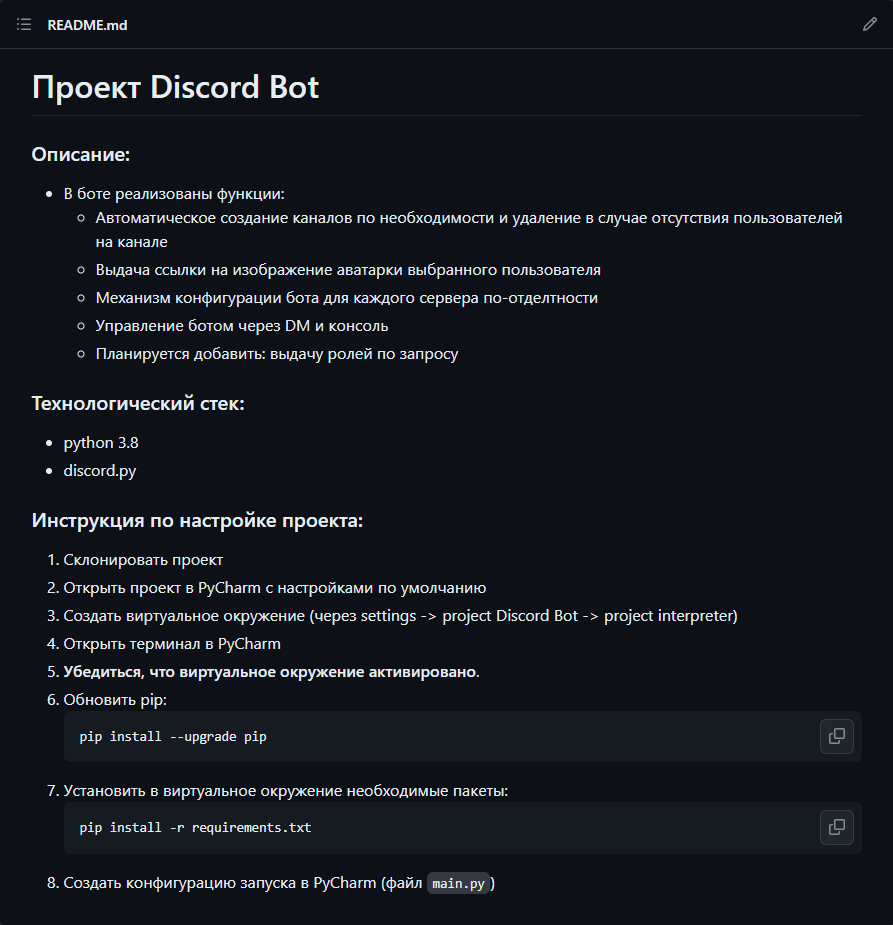 README.md
Проект Discord Bot
Описание:
В боте реализованы функции:
Автоматическое создание каналов по необходимости и удаление в случае отсутствия пользователей
на канале
Выдача ссылки на изображение аватарки выбранного пользователя
Механизм конфигурации бота для каждого сервера по-отделтности
Управление ботом через DM и консоль
Планируется добавить: выдачу ролей по запросу
Технологический стек:
python 3.8
discord.py
Инструкция по настройке проекта:
1. Склонировать проект
2. Открыть проект в PyCharm с настройками по умолчанию
3. Создать виртуальное окружение (через settings -> project Discord Bot -> project interpreter)
4. Открыть терминал в PyCharm
5. Убедиться, что виртуальное окружение активировано.
6. Обновить pip:
pip install --upgrade pip
7. Установить в виртуальное окружение необходимые пакеты:
pip install -r requirements.txt
8. Создать конфигурацию запуска в PyCharm (файл main.py)